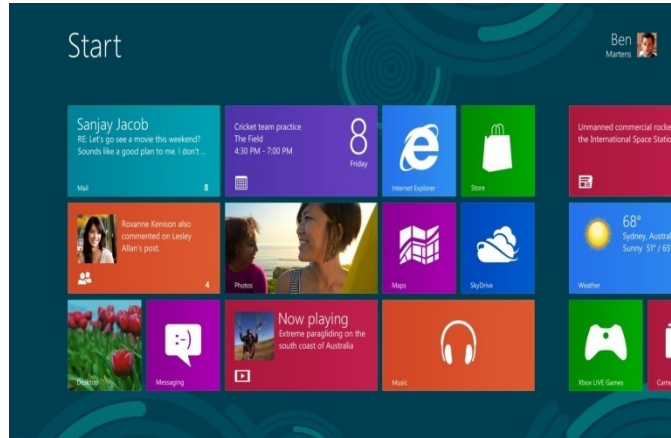 Start
Ben
Martens
Sanjay Jacob
RE: Let's go see a movie this weekend?
Sounds like a good plan to me. I don't ...
Mail
8
Cricket team practice
The Field
4:30 PM - 7:00 PM
8
Friday
Internet Explorer
Store
Unmanned commercial rocke
the International Space Statio
Roxanne Kenison also
commented on Lesley
Allan's post.
4
Photos
Maps
SkyDrive
68°
Sydney, Austral
Sunny 51° / 65°
Weather
Desktop
:-)
Messaging
Now playing
Extreme paragliding on the
south coast of Australia
Music
Xbox LIVE Games
Came